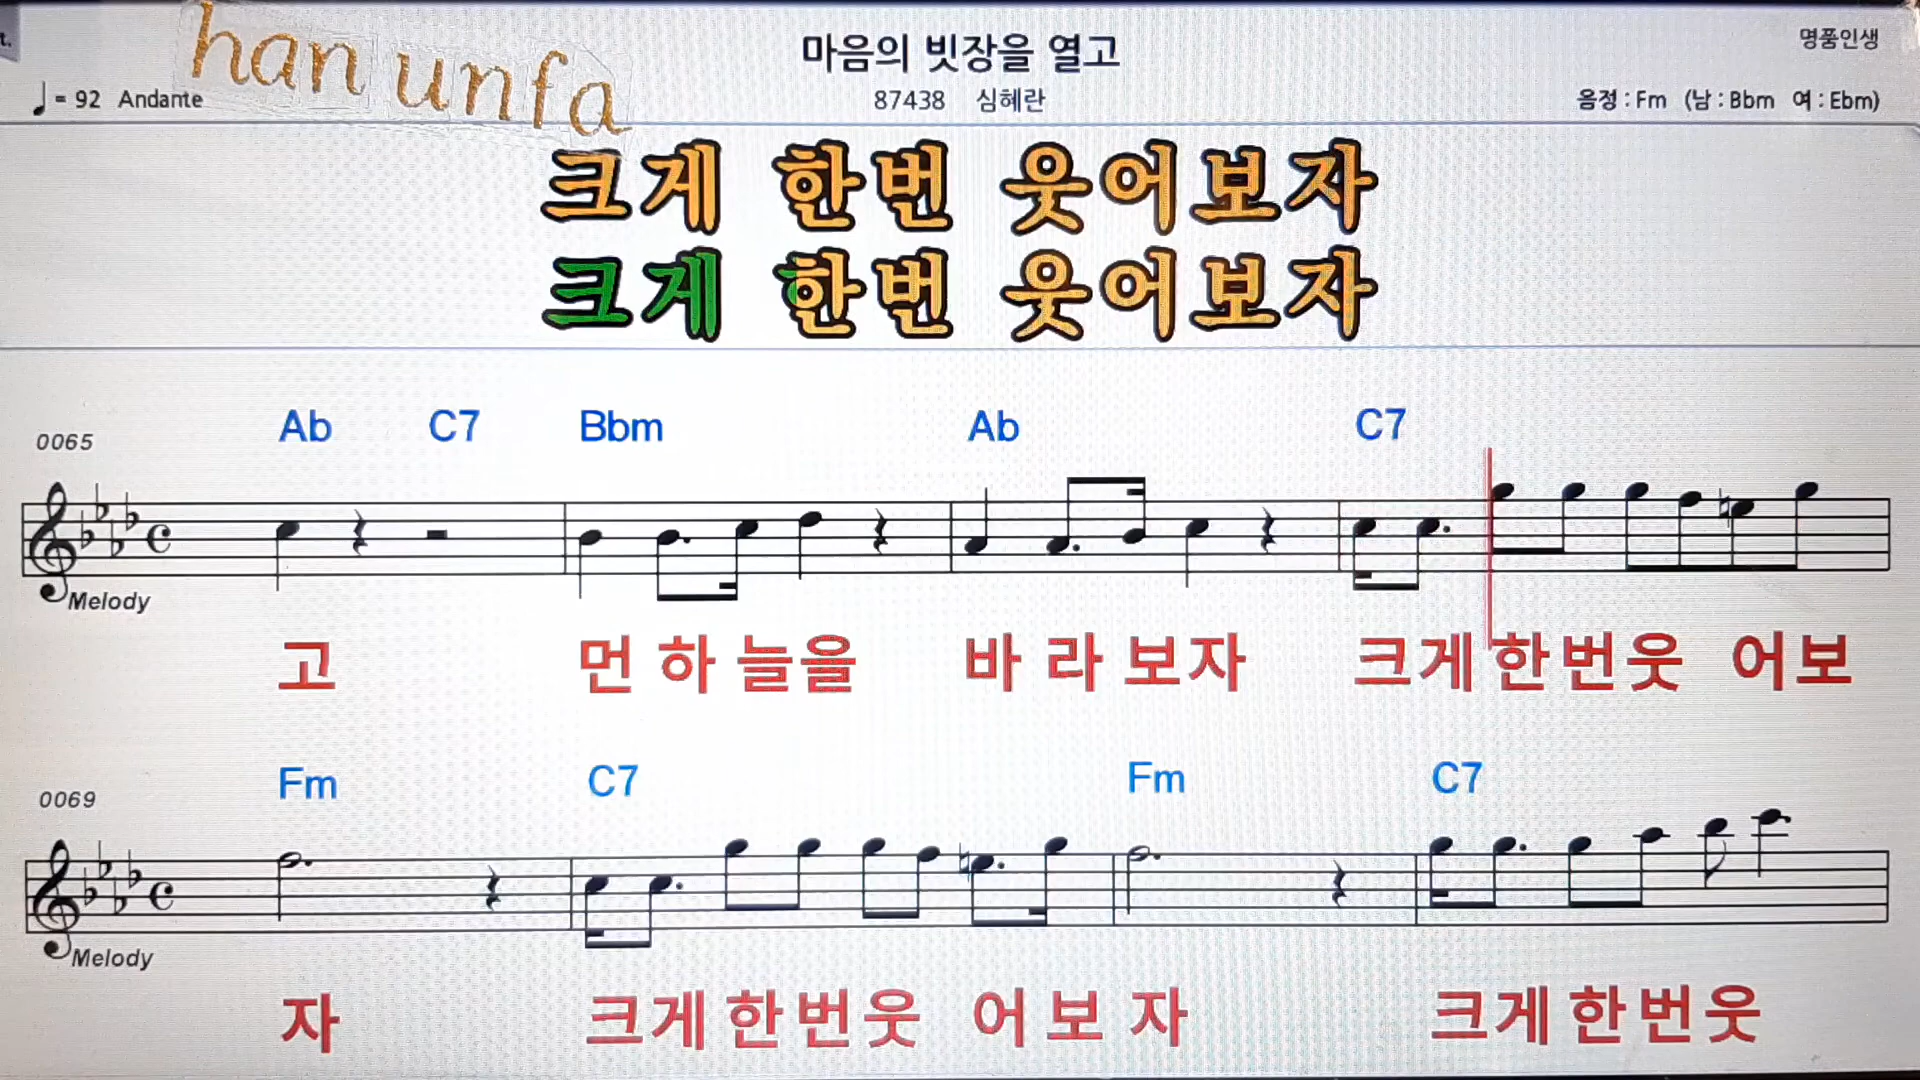 t.
han unfa
마음의 빗장을 열고
명품인생
♩= 92 Andante
87438 심혜란
음정 : Fm (남 : Bbm 여 : Ebm)
크게 한번 웃어보자
크게 한번 웃어보자
0065 Ab C7 Bbm Ab C7
Melody
고 먼 하 늘을 바 라 보자 크게한번웃 어보
0069 Fm C7 Fm C7
Melody
자 크게한번웃 어 보 자 크게한번웃